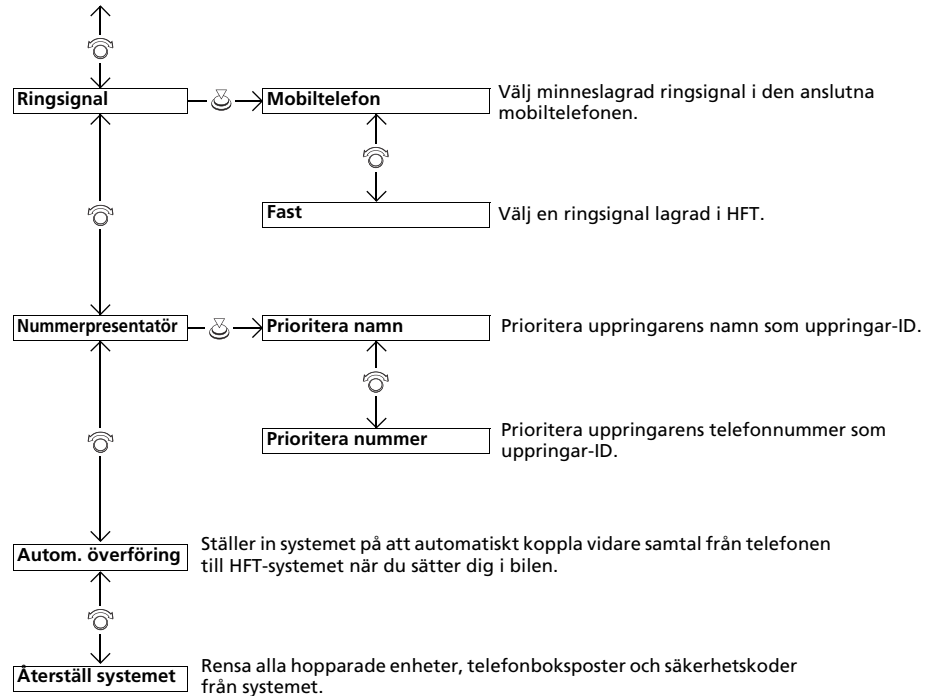 Ringsignal
Mobiltelefon
Välj minneslagrad ringsignal i den anslutna
mobiltelefonen.
Fast
Välj en ringsignal lagrad i HFT.
Nummerpresentatör
Prioritera namn
Prioritera uppringarens namn som uppringar-ID.
Prioritera nummer
Prioritera uppringarens telefonnummer som
uppringar-ID.
Autom. överföring
Ställer in systemet på att automatiskt koppla vidare samtal från telefonen
till HFT-systemet när du sätter dig i bilen.
Återställ systemet
Rensa alla hopparade enheter, telefonboksposter och säkerhetskoder
från systemet.